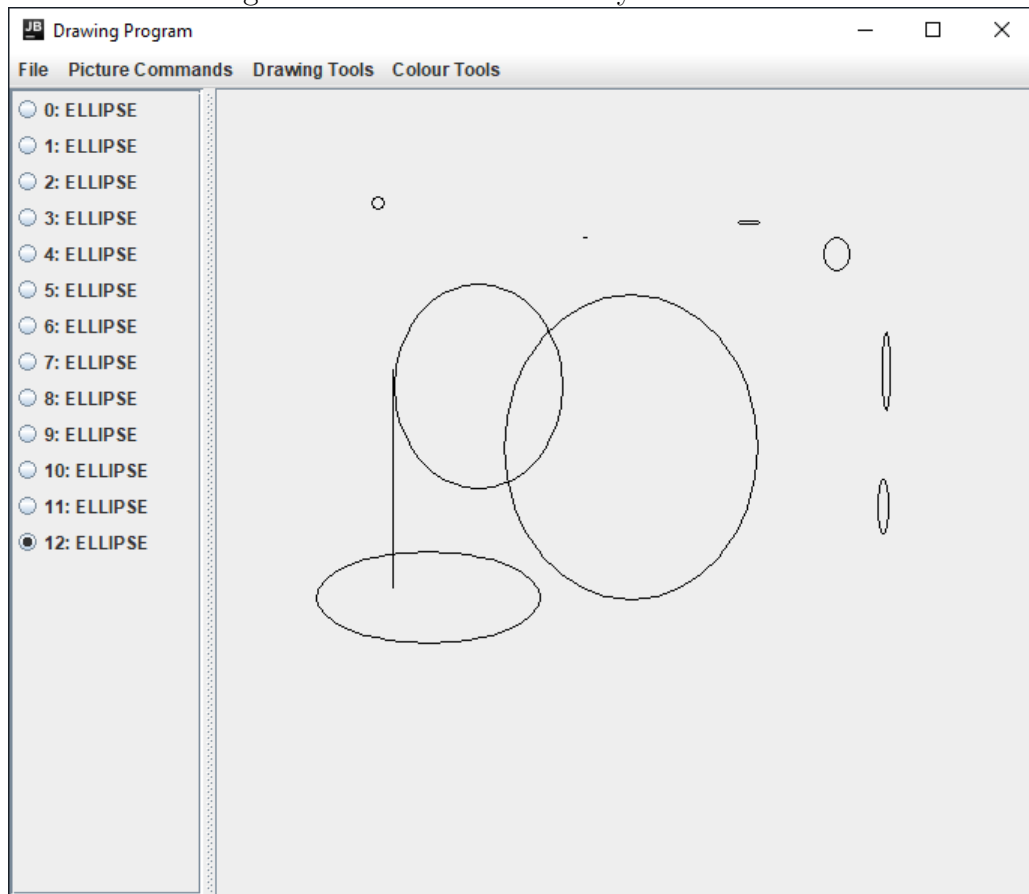 JB Drawing Program
File Picture Commands Drawing Tools Colour Tools
0: ELLIPSE
1: ELLIPSE
2: ELLIPSE
3: ELLIPSE
4: ELLIPSE
5: ELLIPSE
6: ELLIPSE
7: ELLIPSE
8: ELLIPSE
9: ELLIPSE
10: ELLIPSE
11: ELLIPSE
12: ELLIPSE